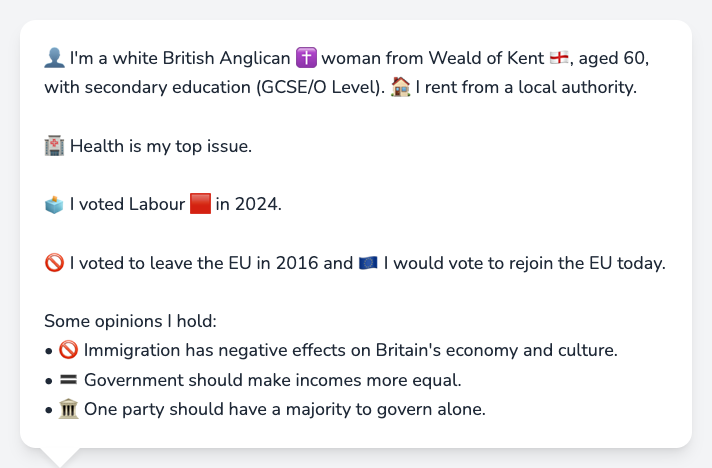 👤 I'm a white British Anglican ✝️ woman from Weald of Kent 🏴󠁧󠁢󠁥󠁮󠁧󠁿, aged 60,
with secondary education (GCSE/O Level). 🏠 I rent from a local authority.
🏥 Health is my top issue.
🗳️ I voted Labour 🟥 in 2024.
🚫 I voted to leave the EU in 2016 and 🇪🇺 I would vote to rejoin the EU today.
Some opinions I hold:
• 🚫 Immigration has negative effects on Britain's economy and culture.
• 🟰 Government should make incomes more equal.
• 🏛️ One party should have a majority to govern alone.